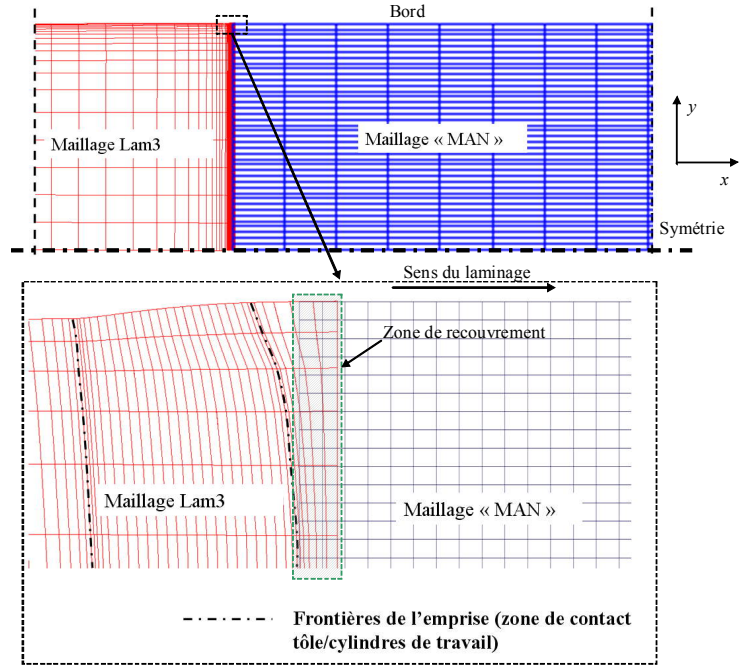 Bord
Maillage Lam3
Maillage « MAN »
y
x
Symétrie
Sens du laminage
Zone de recouvrement
Maillage Lam3
Maillage « MAN »
Frontières de l’emprise (zone de contact
tôle/cylindres de travail)